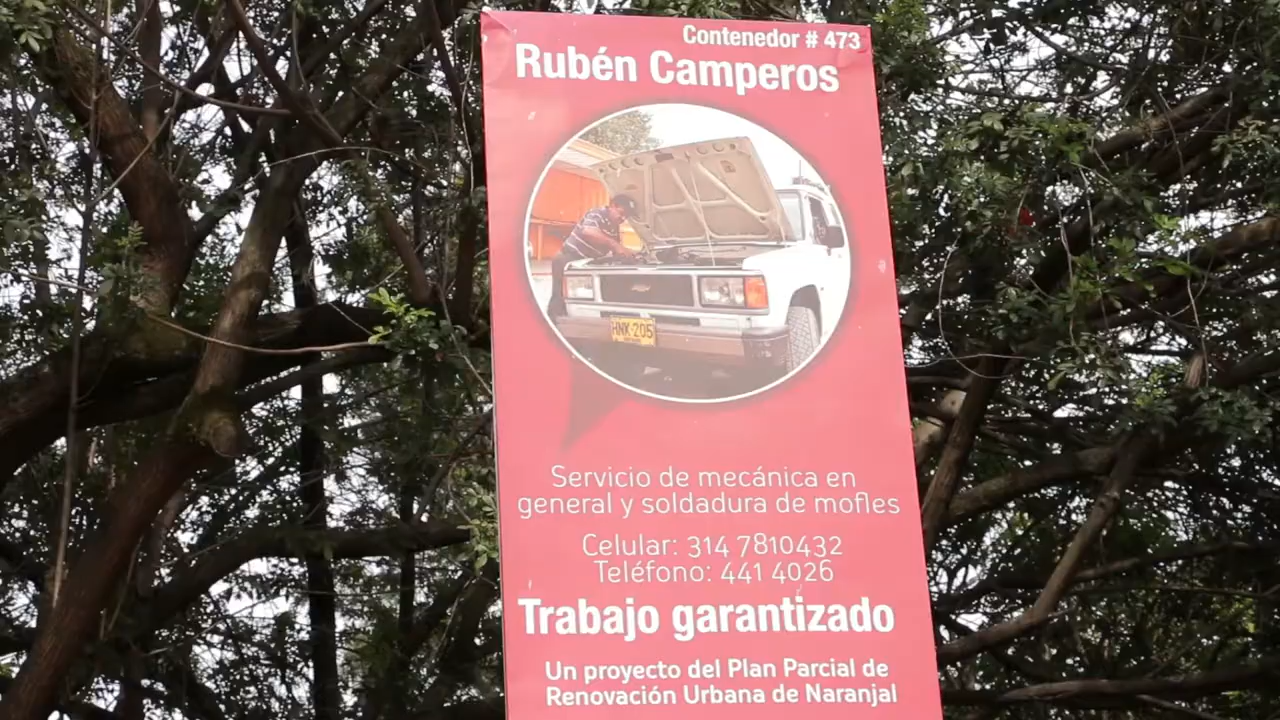 Contenedor # 473
Rubén Camperos
HNK-205
Servicio de mecánica en
general y soldadura de mofles
Celular: 314 7810432
Teléfono: 441 4026
Trabajo garantizado
Un proyecto del Plan Parcial de
Renovación Urbana de Naranjal